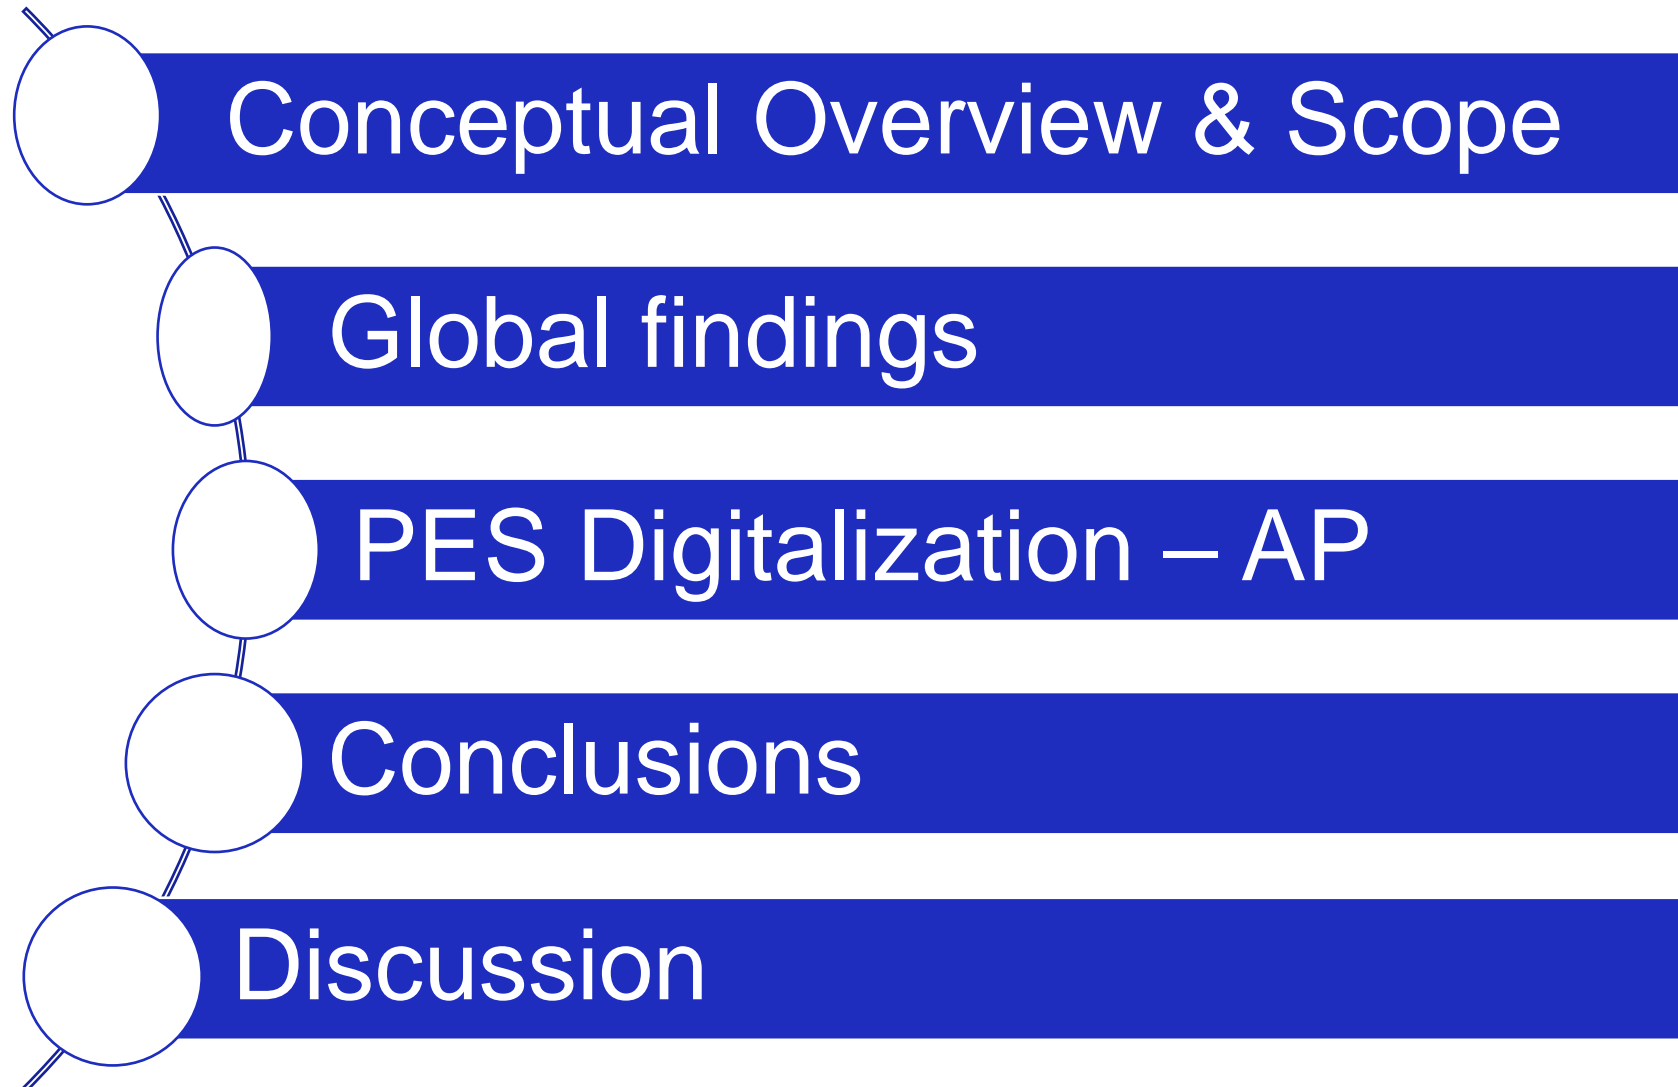 Conceptual Overview & Scope
Global findings
PES Digitalization – AP
Conclusions
Discussion